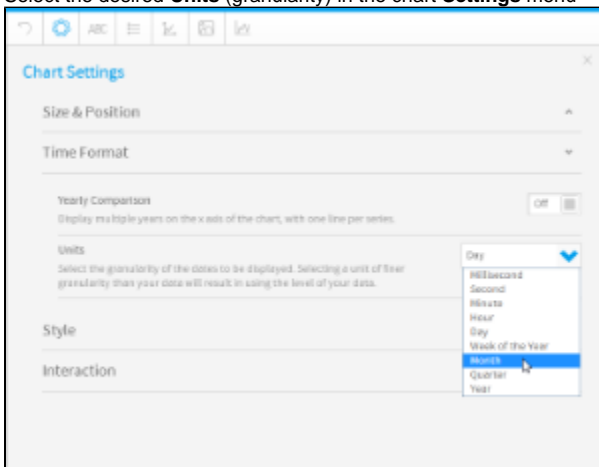 Select the desired Units (granularity) in the chart Settings menu
ABC
Chart Settings
Size & Position
Time Format
Yearly Comparison
Off
Display multiple years on the x axis of the chart, with one line per series.
Units
Day
Select the granularity of the dates to be displayed. Selecting a unit of finer
granularity than your data will result in using the level of your data.
Millisecond
Second
Minute
Hour
Day
Week of the Year
Month
Quarter
Year
Style
Interaction